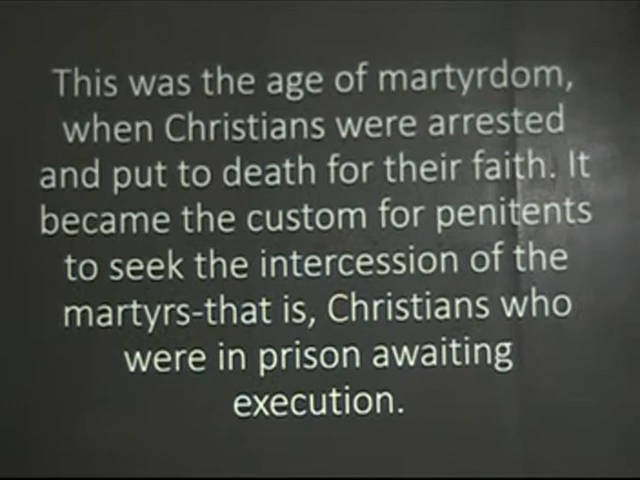 This was the age of martyrdom,
when Christians were arrested
and put to death for their faith. It
became the custom for penitents
to seek the intercession of the
martyrs-that is, Christians who
were in prison awaiting
execution.